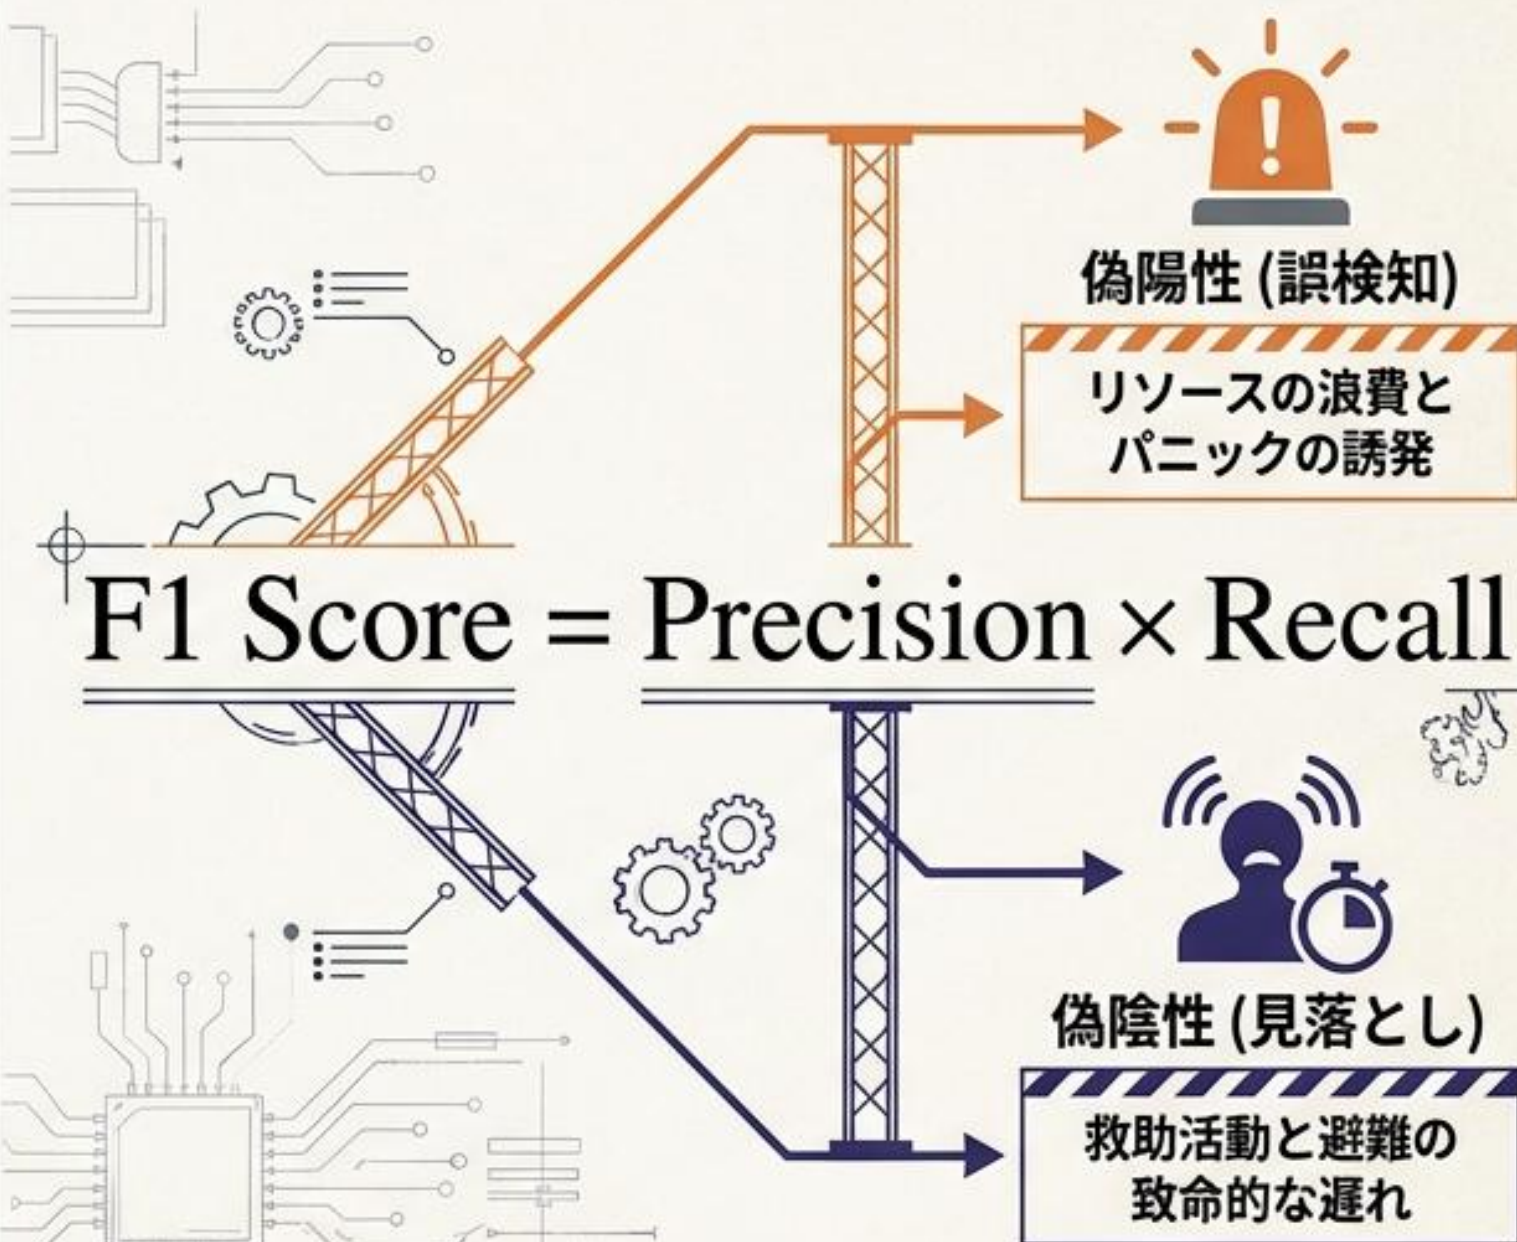 偽陽性 (誤検知)
リソースの浪費と
パニックの誘発
F1 Score = Precision × Recall
偽陰性 (見落とし)
救助活動と避難の
致命的な遅れ